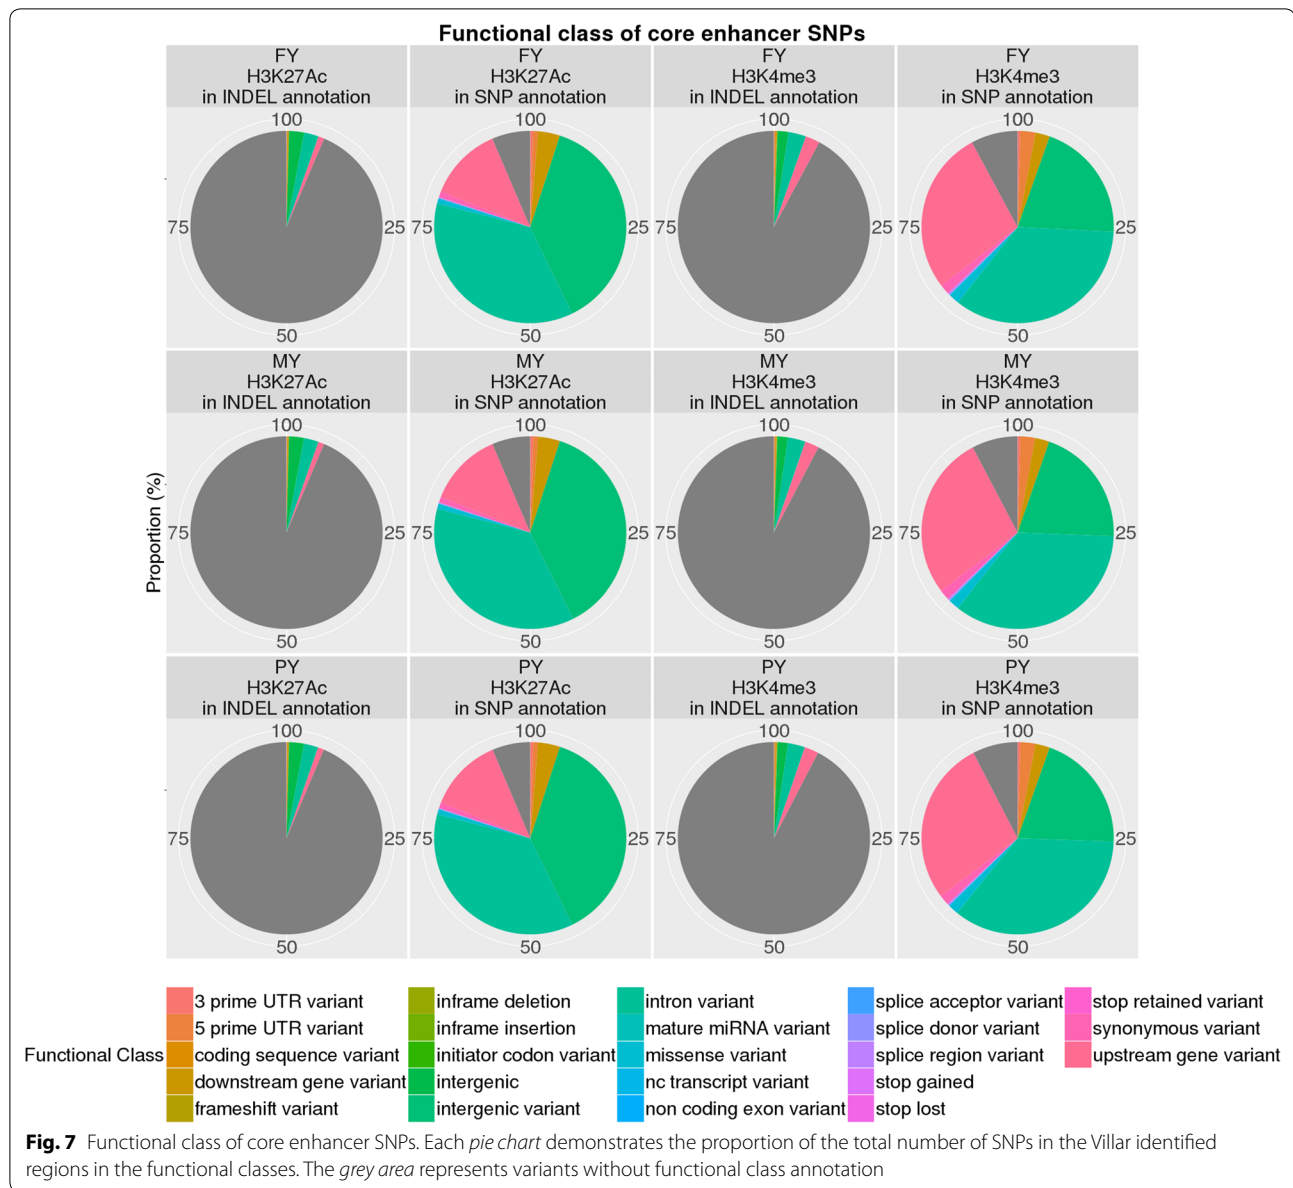 Functional class of core enhancer SNPs
FY
H3K27Ac
in INDEL annotation
FY
H3K27Ac
in SNP annotation
FY
H3K4me3
in INDEL annotation
FY
H3K4me3
in SNP annotation
100
25
50
75
100
25
50
75
100
25
50
75
100
25
50
75
MY
H3K27Ac
in INDEL annotation
MY
H3K27Ac
in SNP annotation
MY
H3K4me3
in INDEL annotation
MY
H3K4me3
in SNP annotation
100
25
50
75
100
25
50
75
100
25
50
75
100
25
50
75
Proportion (%)
PY
H3K27Ac
in INDEL annotation
PY
H3K27Ac
in SNP annotation
PY
H3K4me3
in INDEL annotation
PY
H3K4me3
in SNP annotation
100
25
50
75
100
25
50
75
100
25
50
75
100
25
50
75
Functional Class
3 prime UTR variant
5 prime UTR variant
coding sequence variant
downstream gene variant
frameshift variant
inframe deletion
inframe insertion
initiator codon variant
intergenic
intergenic variant
intron variant
mature miRNA variant
missense variant
nc transcript variant
non coding exon variant
splice acceptor variant
splice donor variant
splice region variant
stop gained
stop lost
stop retained variant
synonymous variant
upstream gene variant
Fig. 7 Functional class of core enhancer SNPs. Each pie chart demonstrates the proportion of the total number of SNPs in the Villar identified
regions in the functional classes. The grey area represents variants without functional class annotation